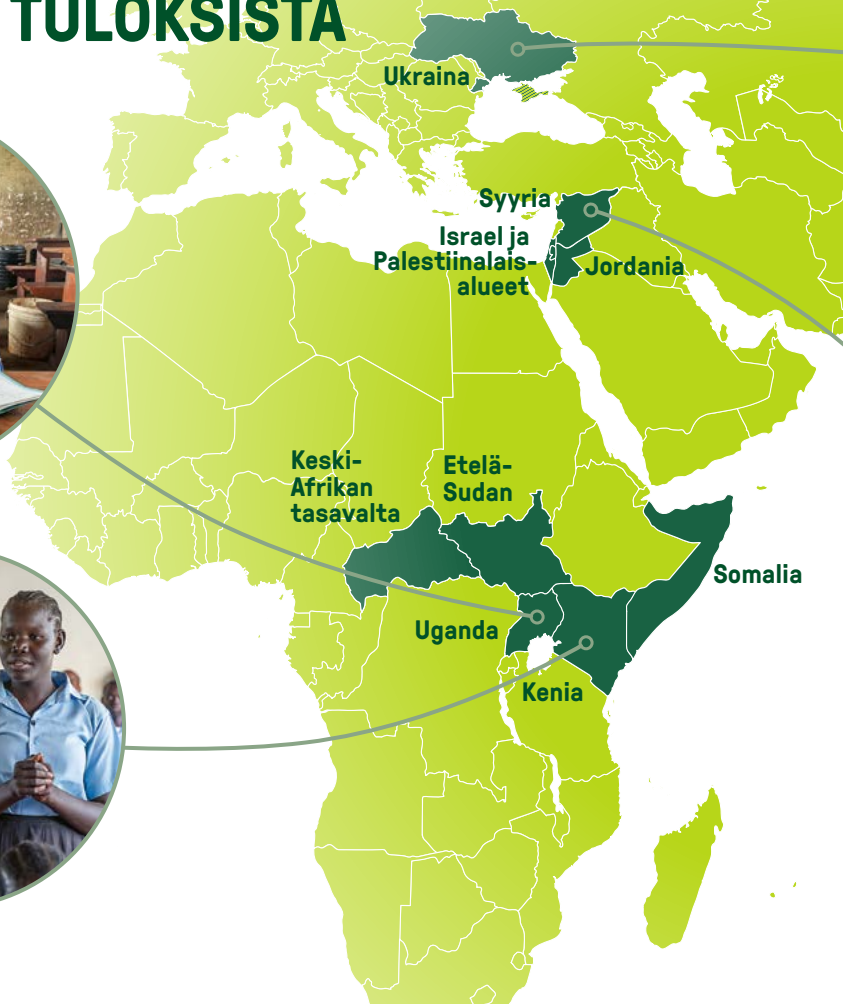 TULOKSISTA
Ukraina
Syyria
Israel ja
Palestiinalais-
alueet
Jordania
Keski-
Afrikan
tasavalta
Etelä-
Sudan
Somalia
Uganda
Kenia